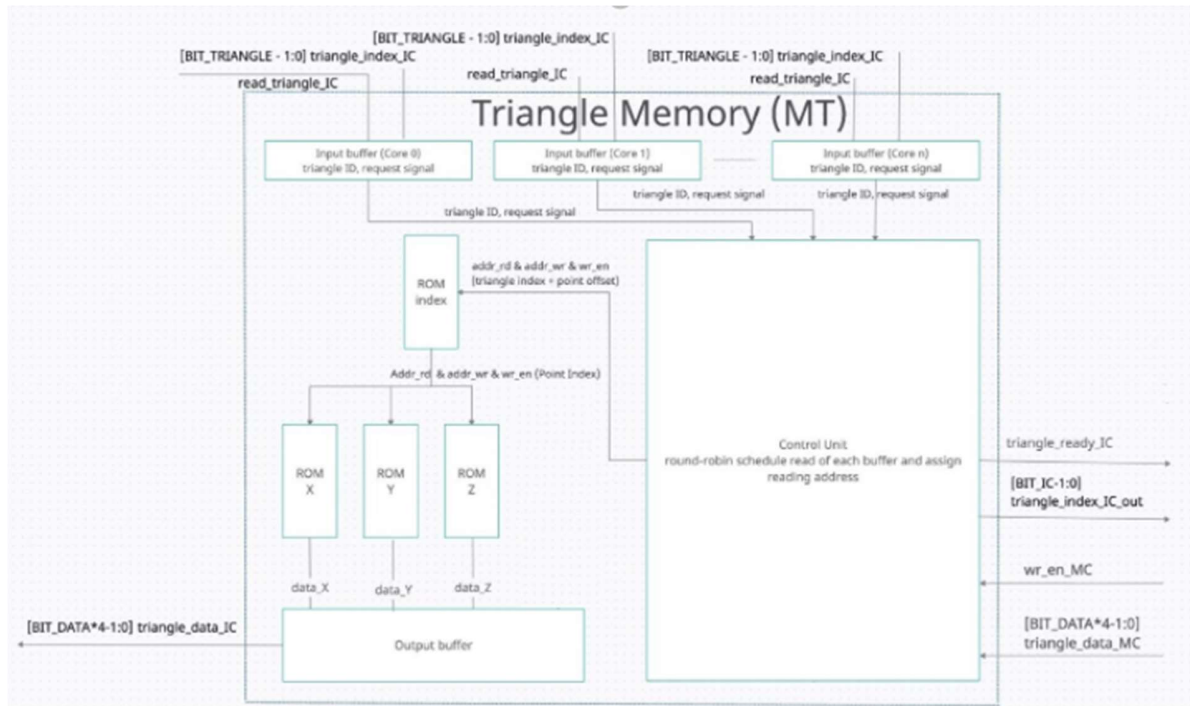 [BIT_TRIANGLE - 1:0] triangle_index_IC
[BIT_TRIANGLE - 1:0] triangle_index_IC
[BIT_TRIANGLE - 1:0] triangle_index_IC
read_triangle_IC
read_triangle_IC
read_triangle_IC
Triangle Memory (MT)
Input buffer (Core 0)
triangle ID, request signal
Input buffer (Core 1)
triangle ID, request signal
Input buffer (Core n)
triangle ID, request signal
triangle ID, request signal
triangle ID, request signal
triangle ID, request signal
ROM
index
addr_rd & addr_wr & wr_en
(triangle index + point offset)
Addr_rd & addr_wr & wr_en (Point Index)
ROM
X
ROM
Y
ROM
Z
Control Unit
round-robin schedule read of each buffer and assign
reading address
triangle_ready_IC
[BIT_IC-1:0]
triangle_index_IC_out
wr_en_MC
[BIT_DATA*4-1:0]
triangle_data_MC
data_X
data_Y
data_Z
[BIT_DATA*4-1:0] triangle_data_IC
Output buffer